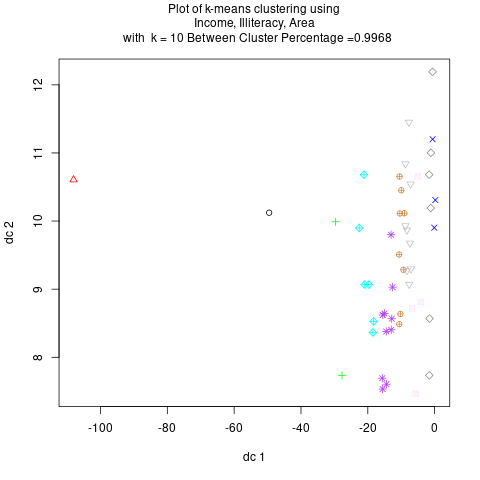 Plot of k-means clustering using
Income, Illiteracy, Area
with  k = 10 Between Cluster Percentage =0.9968
dc 2
12
11
10
9
8
-100
-80
-60
-40
-20
0
dc 1